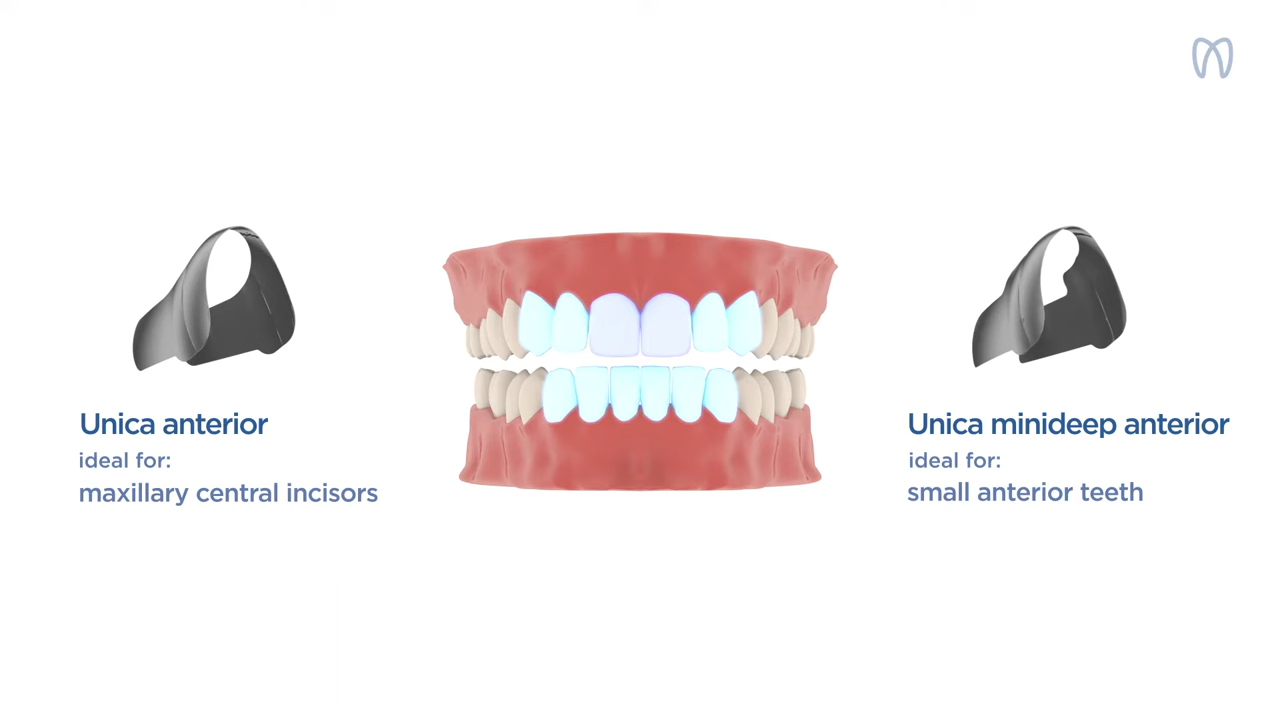 Unica anterior
ideal for:
maxillary central incisors
Unica minideep anterior
ideal for:
small anterior teeth